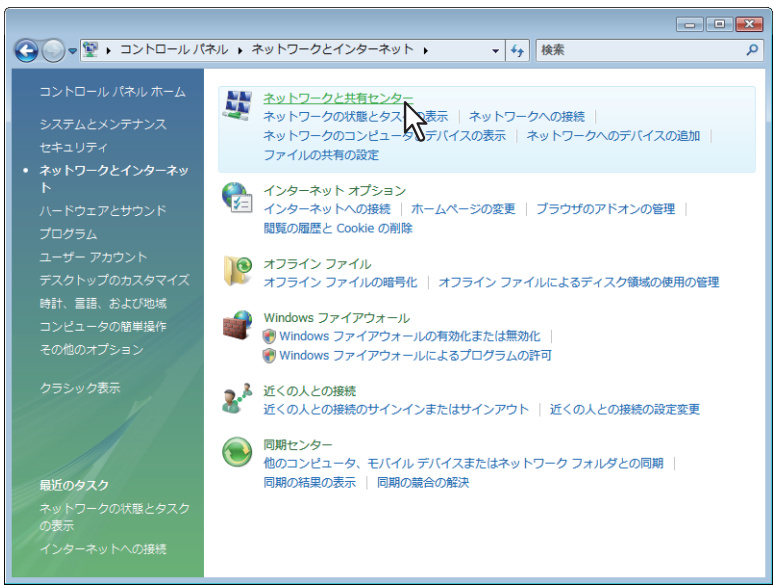 コントロール パネル ▸ ネットワークとインターネット ▸
検索
コントロール パネル ホーム
システムとメンテナンス
セキュリティ
• ネットワークとインターネッ
ト
ハードウェアとサウンド
プログラム
ユーザー アカウント
デスクトップのカスタマイズ
時計、言語、および地域
コンピュータの簡単操作
その他のオプション
クラシック表示
最近のタスク
ネットワークの状態とタスク
の表示
インターネットへの接続
ネットワークと共有センター
ネットワークの状態とタスクの表示 | ネットワークへの接続 |
ネットワークのコンピュータとデバイスの表示 | ネットワークへのデバイスの追加 |
ファイルの共有の設定
インターネット オプション
インターネットへの接続 | ホームページの変更 | ブラウザのアドオンの管理 |
閲覧の履歴と Cookie の削除
オフライン ファイル
オフライン ファイルの暗号化 | オフライン ファイルによるディスク領域の使用の管理
Windows ファイアウォール
Windows ファイアウォールの有効化または無効化 |
Windows ファイアウォールによるプログラムの許可
近くの人との接続
近くの人との接続のサインインまたはサインアウト | 近くの人との接続の設定変更
同期センター
他のコンピュータ、モバイル デバイスまたはネットワーク フォルダとの同期 |
同期の結果の表示 | 同期の競合の解決